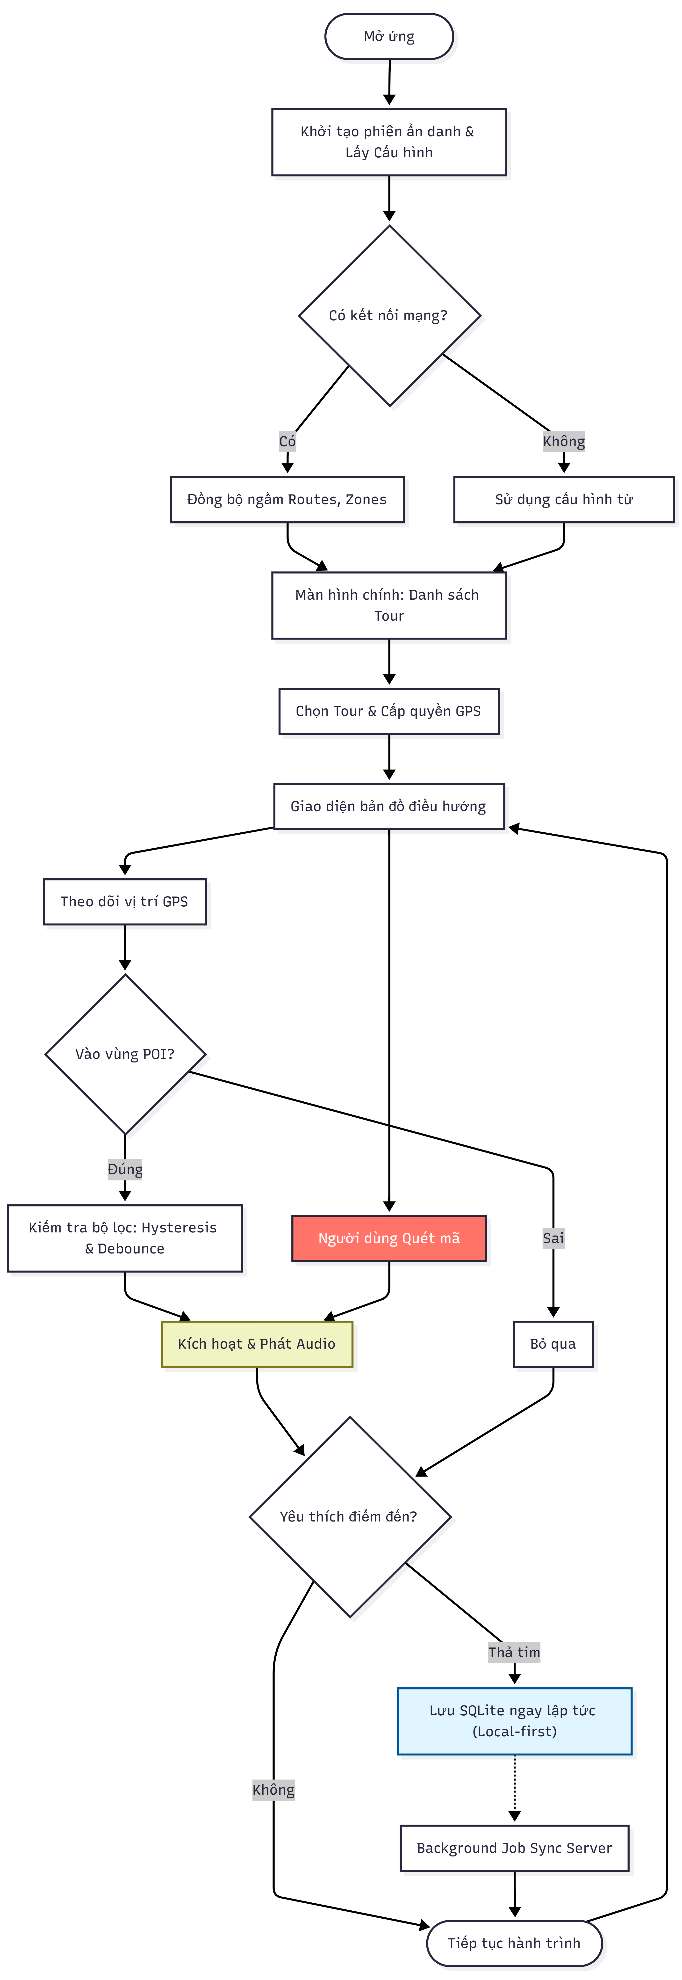 Mở ứng
Khởi tạo phiên ẩn danh &
Lấy Cấu hình
Có kết nối mạng?
Có
Không
Đồng bộ ngầm Routes, Zones
Sử dụng cấu hình từ
Màn hình chính: Danh sách
Tour
Chọn Tour & Cấp quyền GPS
Giao diện bản đồ điều hướng
Theo dõi vị trí GPS
Vào vùng POI?
Đúng
Kiểm tra bộ lọc: Hysteresis
& Debounce
Người dùng Quét mã
Sai
Kích hoạt & Phát Audio
Bỏ qua
Yêu thích điểm đến?
Thả tim
Lưu SQLite ngay lập tức
(Local-first)
Không
Background Job Sync Server
Tiếp tục hành trình